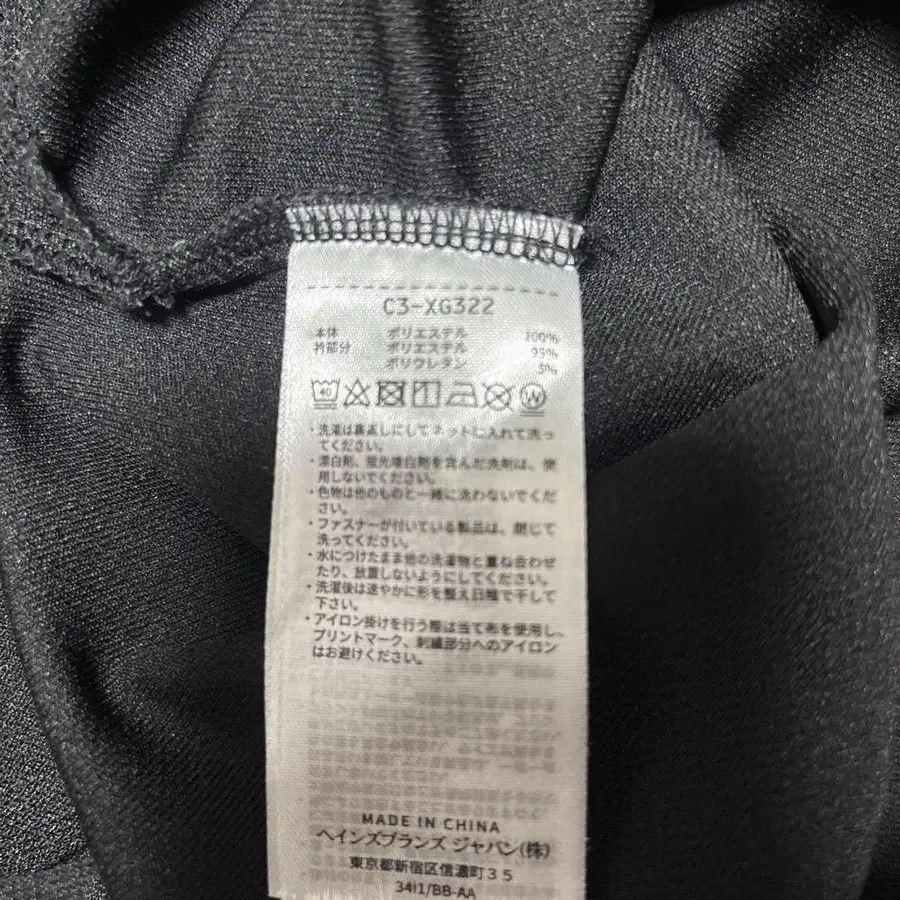 C3-XG322
本体 ポリエステル 100%
衿部分 ポリエステル 95%
ポリウレタン 5%
40 W
・洗濯は裏返しにしてネットに入れて洗っ
てください。
・漂白剤、蛍光増白剤を含んだ洗剤は、使
用しないでください。
・色物は他のものと一緒に洗わないでくだ
さい。
・ファスナーが付いている製品は、閉じて
洗ってください。
・水につけたまま他の洗濯物と重ね合わせ
たり、放置しないようにしてください。
・洗濯後は速やかに形を整え日陰で干して
下さい。
・アイロン掛けを行う際は当て布を使用し、
プリントマーク、刺繍部分へのアイロン
はお避けください。
MADE IN CHINA
ヘインズブランズ ジャパン(株)
東京都新宿区信濃町35
34I1/BB-AA